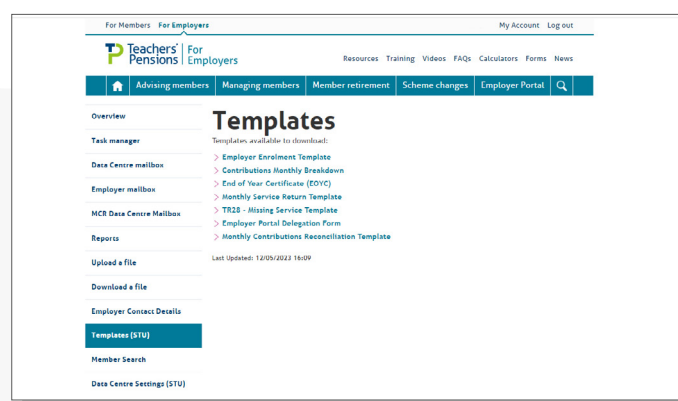 For Members For Employers My Account Log out
Teachers' For
Pensions Employers
Resources Training Videos FAQs Calculators Forms News
Advising members Managing members Member retirement Scheme changes Employer Portal
Overview
Task manager
Data Centre mailbox
Employer mailbox
MCR Data Centre Mailbox
Reports
Upload a file
Download a file
Employer Contact Details
Templates (STU)
Member Search
Data Centre Settings (STU)
Templates
Templates available to download:
Employer Enrolment Template
Contributions Monthly Breakdown
End of Year Certificate (EOYC)
Monthly Service Return Template
TR28 - Missing Service Template
Employer Portal Delegation Form
Monthly Contributions Reconciliation Template
Last Updated: 12/05/2023 16:09